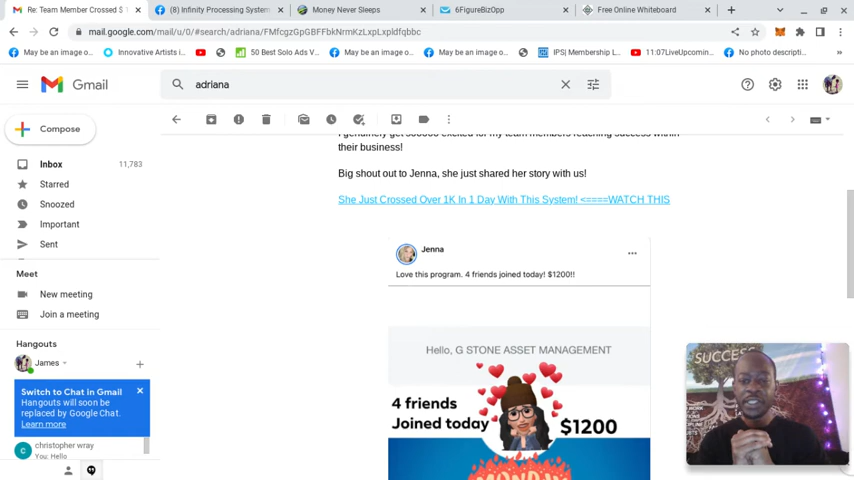 Re: Team Member Crossed $ 1
(8) Infinity Processing System
Money Never Sleeps
6FigureBizOpp
Free Online Whiteboard
mail.google.com/mail/u/0/#search/adriana/FMfcgzGpGBFFbkNrmKzLxpLxpldfqbbc
May be an image o
Innovative Artists i
50 Best Solo Ads V
May be an image o
IPS| Membership L
11:07LiveUpcomin
No photo descripti
Gmail
adriana
Compose
Inbox 11,783
Starred
Snoozed
Important
Sent
Meet
New meeting
Join a meeting
Hangouts
James
Switch to Chat in Gmail
Hangouts will soon be
replaced by Google Chat.
Learn more
christopher wray
You: Hello
their business!
Big shout out to Jenna, she just shared her story with us!
She Just Crossed Over 1K In 1 Day With This System! <====WATCH THIS
Jenna
Love this program. 4 friends joined today! $1200!!
Hello, G STONE ASSET MANAGEMENT
4 friends
Joined today
$1200
MONDAY
SUCCESS